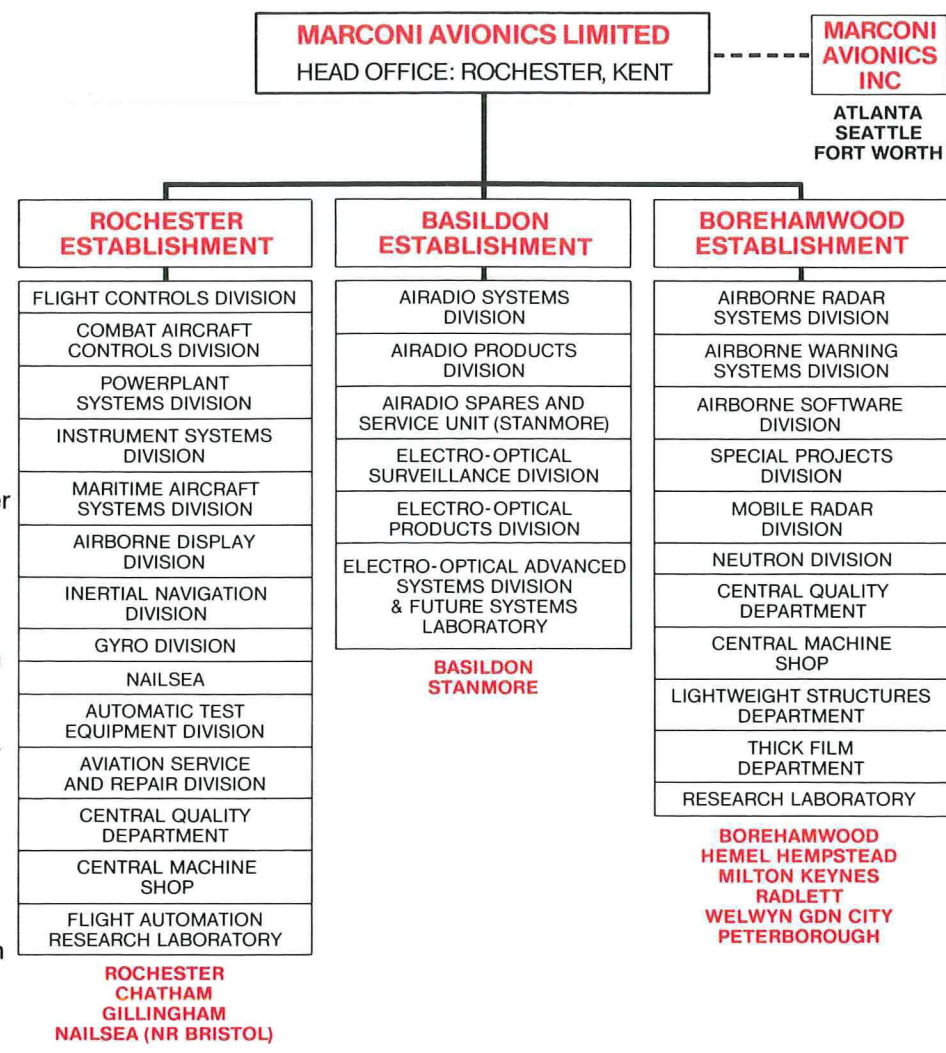 MARCONI AVIONICS LIMITED
HEAD OFFICE: ROCHESTER, KENT
MARCONI
AVIONICS
INC
ATLANTA
SEATTLE
FORT WORTH
ROCHESTER
ESTABLISHMENT
FLIGHT CONTROLS DIVISION
COMBAT AIRCRAFT
CONTROLS DIVISION
POWERPLANT
SYSTEMS DIVISION
INSTRUMENT SYSTEMS
DIVISION
MARITIME AIRCRAFT
SYSTEMS DIVISION
AIRBORNE DISPLAY
DIVISION
INERTIAL NAVIGATION
DIVISION
GYRO DIVISION
NAILSEA
AUTOMATIC TEST
EQUIPMENT DIVISION
AVIATION SERVICE
AND REPAIR DIVISION
CENTRAL QUALITY
DEPARTMENT
CENTRAL MACHINE
SHOP
FLIGHT AUTOMATION
RESEARCH LABORATORY
ROCHESTER
CHATHAM
GILLINGHAM
NAILSEA (NR BRISTOL)
BASILDON
ESTABLISHMENT
AIRADIO SYSTEMS
DIVISION
AIRADIO PRODUCTS
DIVISION
AIRADIO SPARES AND
SERVICE UNIT (STANMORE)
ELECTRO-OPTICAL
SURVEILLANCE DIVISION
ELECTRO-OPTICAL
PRODUCTS DIVISION
ELECTRO-OPTICAL ADVANCED
SYSTEMS DIVISION
& FUTURE SYSTEMS
LABORATORY
BASILDON
STANMORE
BOREHAMWOOD
ESTABLISHMENT
AIRBORNE RADAR
SYSTEMS DIVISION
AIRBORNE WARNING
SYSTEMS DIVISION
AIRBORNE SOFTWARE
DIVISION
SPECIAL PROJECTS
DIVISION
MOBILE RADAR
DIVISION
NEUTRON DIVISION
CENTRAL QUALITY
DEPARTMENT
CENTRAL MACHINE
SHOP
LIGHTWEIGHT STRUCTURES
DEPARTMENT
THICK FILM
DEPARTMENT
RESEARCH LABORATORY
BOREHAMWOOD
HEMEL HEMPSTEAD
MILTON KEYNES
RADLETT
WELWYN GDN CITY
PETERBOROUGH